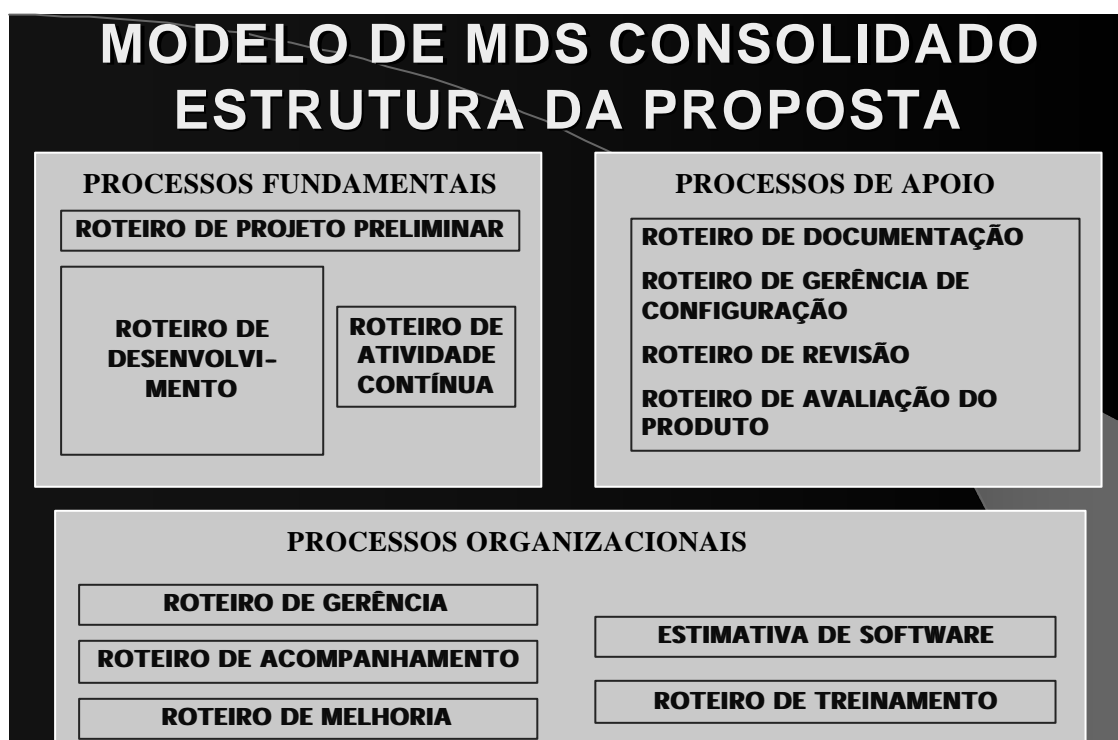 MODELO DE MDS CONSOLIDADO
ESTRUTURA DA PROPOSTA
PROCESSOS FUNDAMENTAIS
ROTEIRO DE PROJETO PRELIMINAR
ROTEIRO DE
DESENVOLVI-
MENTO
ROTEIRO DE
ATIVIDADE
CONTÍNUA
PROCESSOS DE APOIO
ROTEIRO DE DOCUMENTAÇÃO
ROTEIRO DE GERÊNCIA DE
CONFIGURAÇÃO
ROTEIRO DE REVISÃO
ROTEIRO DE AVALIAÇÃO DO
PRODUTO
PROCESSOS ORGANIZACIONAIS
ROTEIRO DE GERÊNCIA
ROTEIRO DE ACOMPANHAMENTO
ROTEIRO DE MELHORIA
ESTIMATIVA DE SOFTWARE
ROTEIRO DE TREINAMENTO